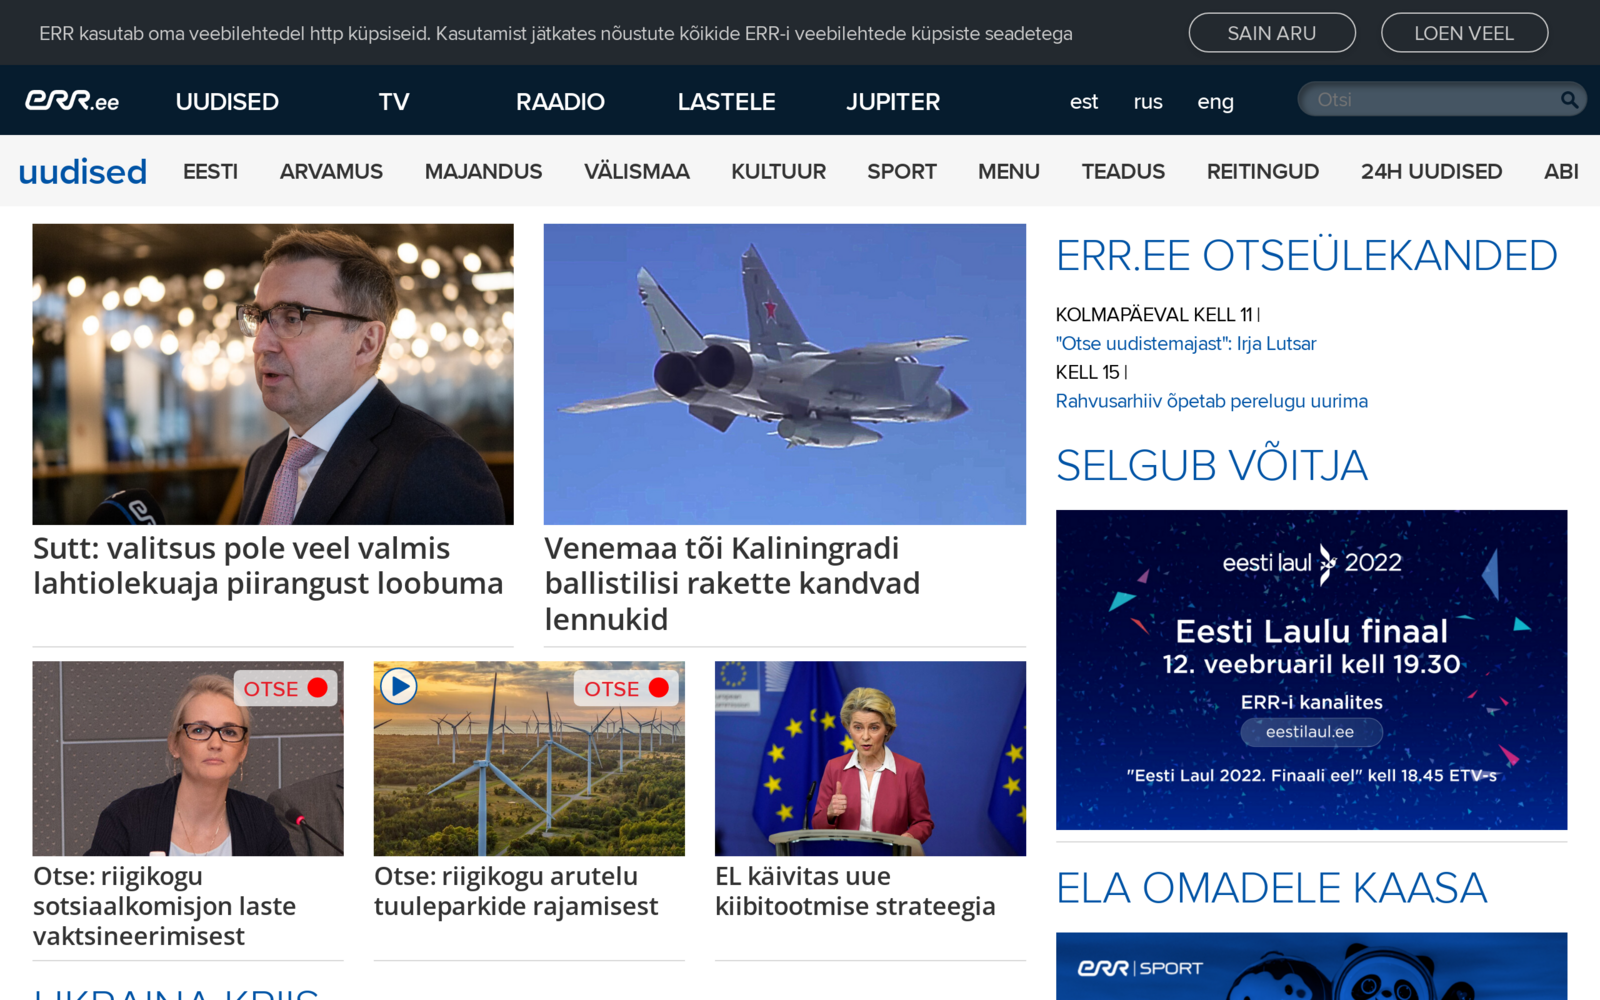 ERR kasutab oma veebilehtedel http küpsiseid. Kasutamist jätkates nõustute kõikide ERR-i veebilehtede küpsiste seadetega
SAIN ARU
LOEN VEEL
err.ee
UUDISED
TV
RAADIO
LASTELE
JUPITER
est
rus
eng
Otsi
uudised
EESTI
ARVAMUS
MAJANDUS
VÄLISMAA
KULTUUR
SPORT
MENU
TEADUS
REITINGUD
24H UUDISED
ABI
Sutt: valitsus pole veel valmis
lahtiolekuaja piirangust loobuma
Venemaa tõi Kaliningradi
ballistilisi rakette kandvad
lennukid
OTSE
Otse: riigikogu
sotsiaalkomisjon laste
vaktsineerimisest
OTSE
Otse: riigikogu arutelu
tuuleparkide rajamisest
EL käivitas uue
kiibitootmise strateegia
UKRAINA KRIIS
ERR.EE OTSEÜLEKANDED
KOLMAPÄEVAL KELL 11 |
"Otse uudistemajast": Irja Lutsar
KELL 15 |
Rahvusarhiiv õpetab perelugu uurima
SELGUB VÕITJA
eesti laul 2022
Eesti Laulu finaal
12. veebruaril kell 19.30
ERR-i kanalites
eestilaul.ee
"Eesti Laul 2022. Finaali eel" kell 18.45 ETV-s
ELA OMADELE KAASA
err | SPORT